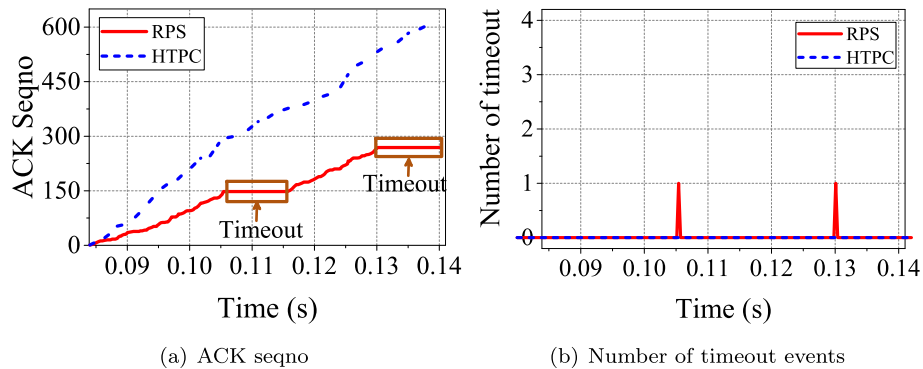 600
450
300
150
0
ACK Seqno
RPS
HTPC
Timeout
Timeout
0.09 0.10 0.11 0.12 0.13 0.14
Time (s)
(a) ACK seqno
4
3
2
1
0
Number of timeout
RPS
HTPC
0.09 0.10 0.11 0.12 0.13 0.14
Time (s)
(b) Number of timeout events